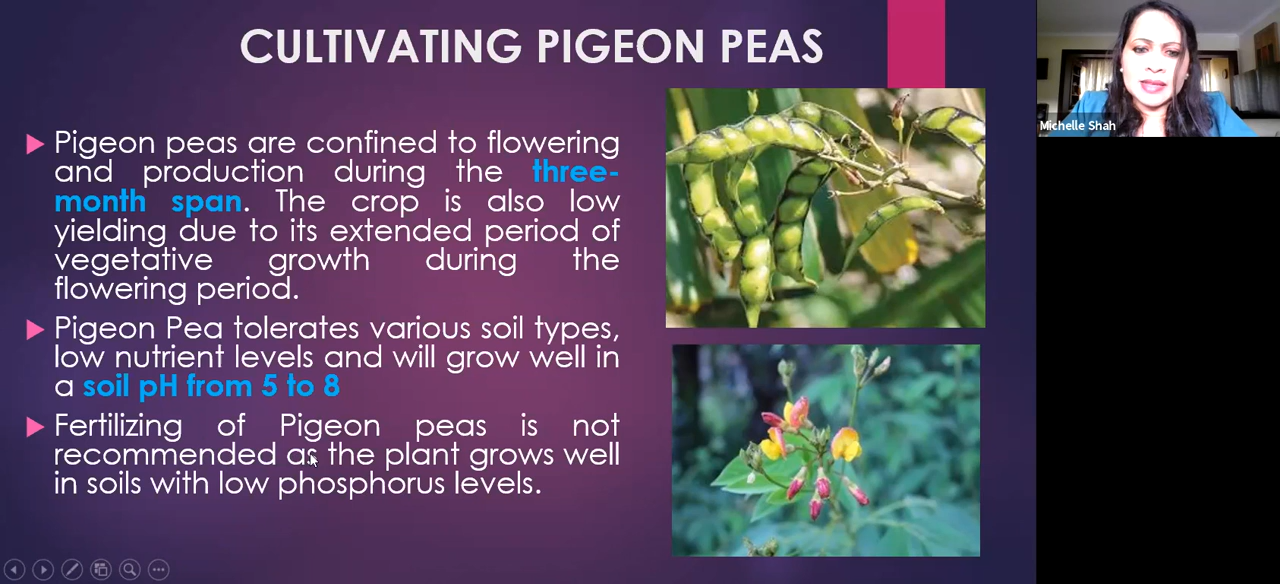 CULTIVATING PIGEON PEAS
Pigeon peas are confined to flowering
and production during the three-
month span. The crop is also low
yielding due to its extended period of
vegetative growth during the
flowering period.
Pigeon Pea tolerates various soil types,
low nutrient levels and will grow well in
a soil pH from 5 to 8
Fertilizing of Pigeon peas is not
recommended as the plant grows well
in soils with low phosphorus levels.
Michelle Shah